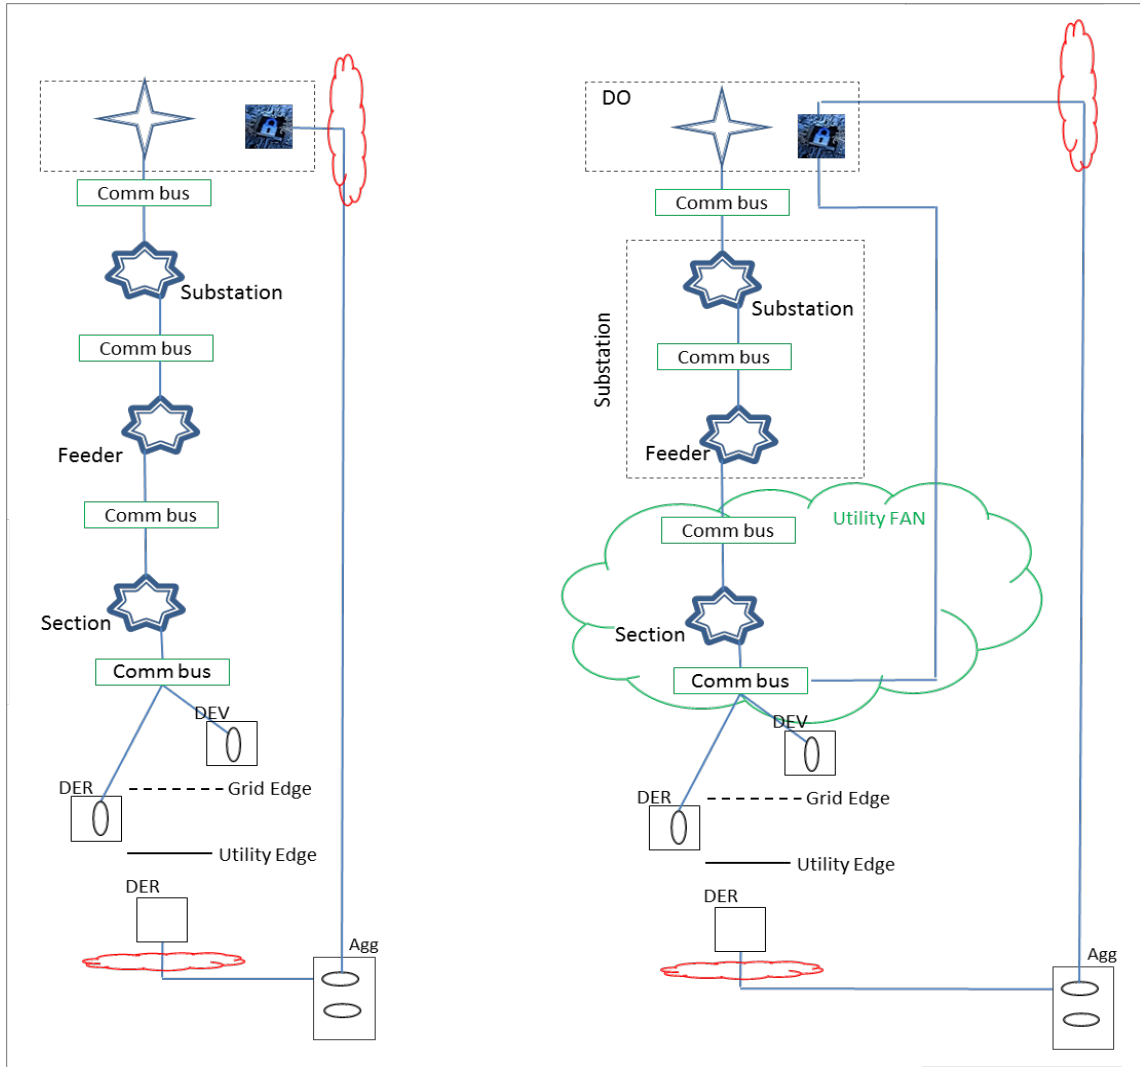 Comm bus
Substation
Comm bus
Feeder
Comm bus
Section
Comm bus
DEV
DER
Grid Edge
Utility Edge
DER
Agg
DO
Comm bus
Substation
Substation
Comm bus
Feeder
Utility FAN
Comm bus
Section
Comm bus
DEV
DER
Grid Edge
Utility Edge
DER
Agg